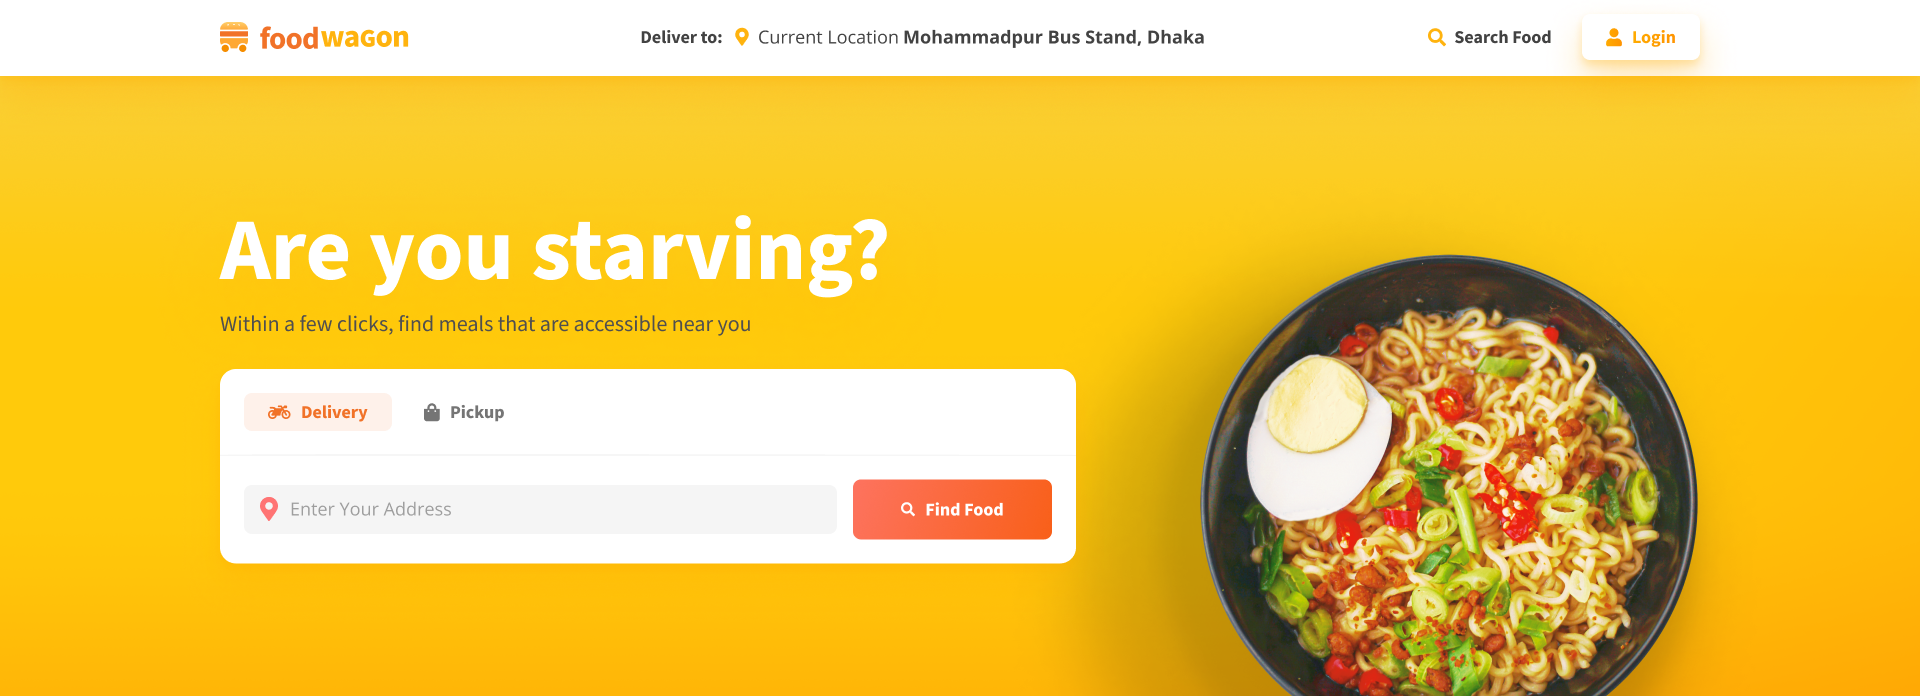 foodwagon
Deliver to: Current Location Mohammadpur Bus Stand, Dhaka
Search Food
Login
Are you starving?
Within a few clicks, find meals that are accessible near you
Delivery
Pickup
Enter Your Address
Find Food